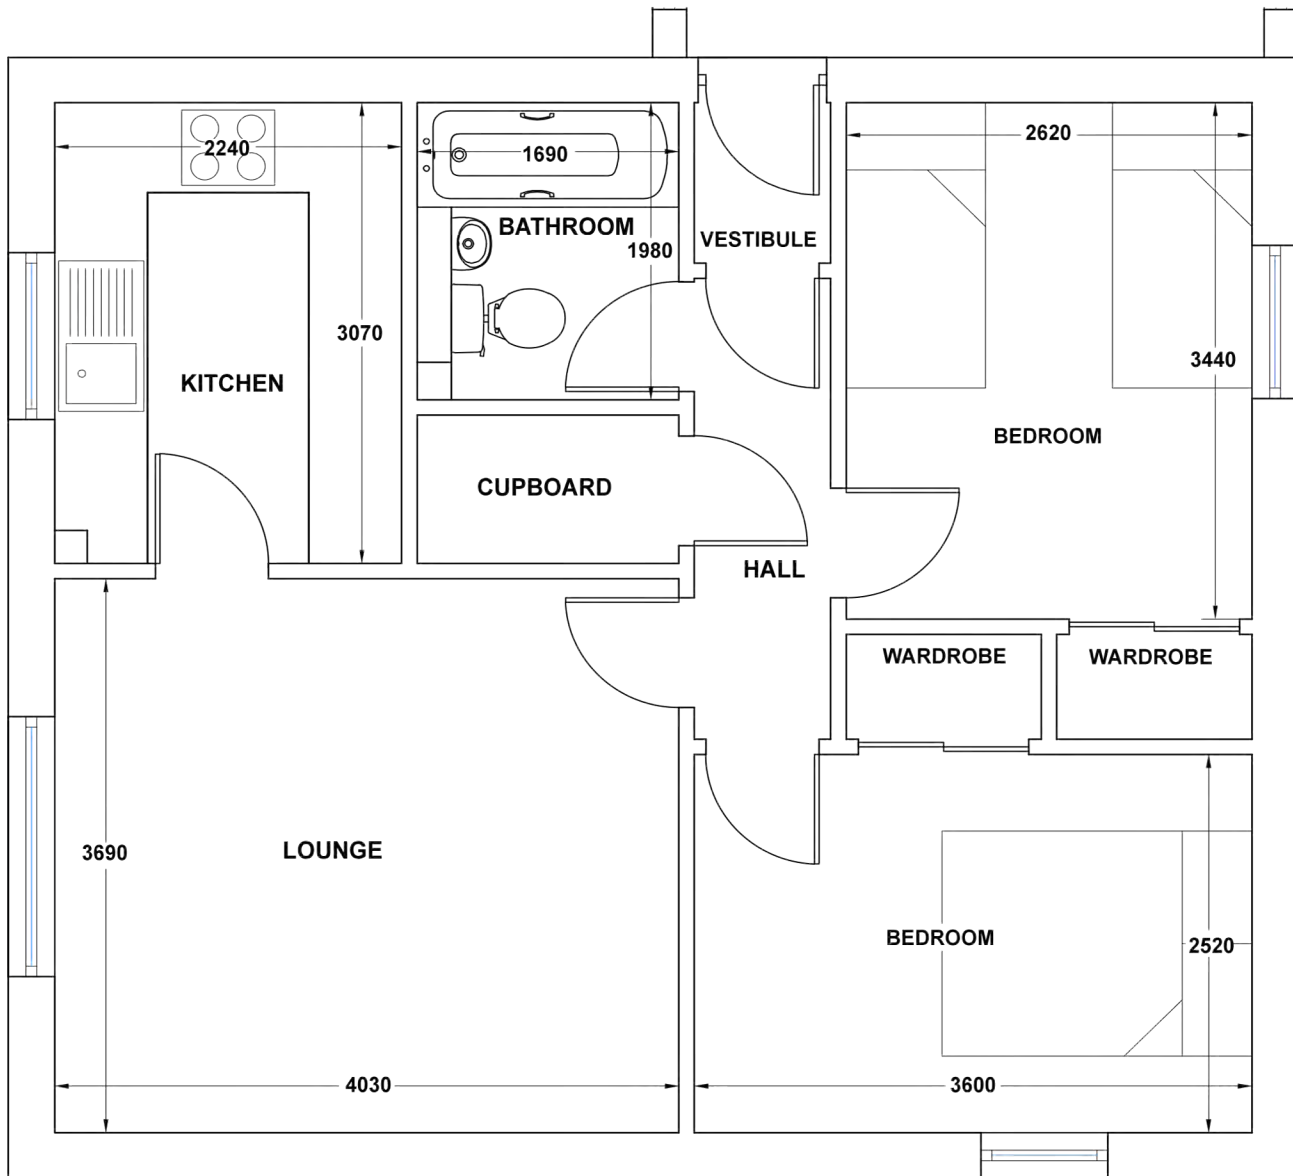 2240
1690
2620
BATHROOM
VESTIBULE
1980
3070
3440
KITCHEN
BEDROOM
CUPBOARD
HALL
WARDROBE
WARDROBE
3690
LOUNGE
BEDROOM
2520
4030
3600